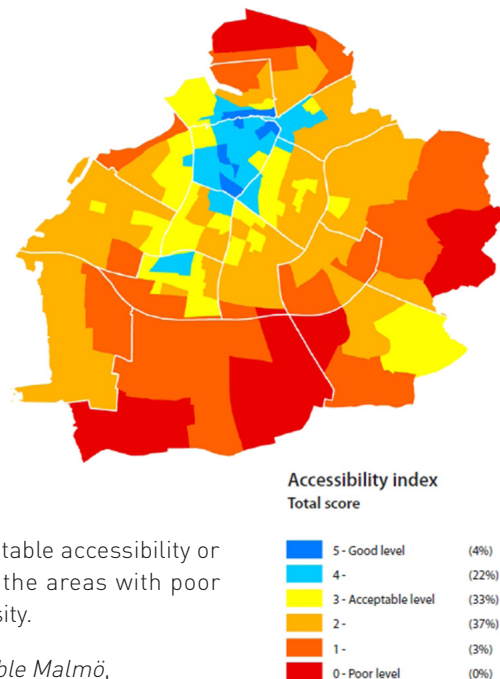 Accessibility index
Total score
5 - Good level (4%)
4 - (22%)
3 - Acceptable level (33%)
2 - (37%)
1 - (3%)
0 - Poor level (0%)
table accessibility or
the areas with poor
sity.
ble Malmö,